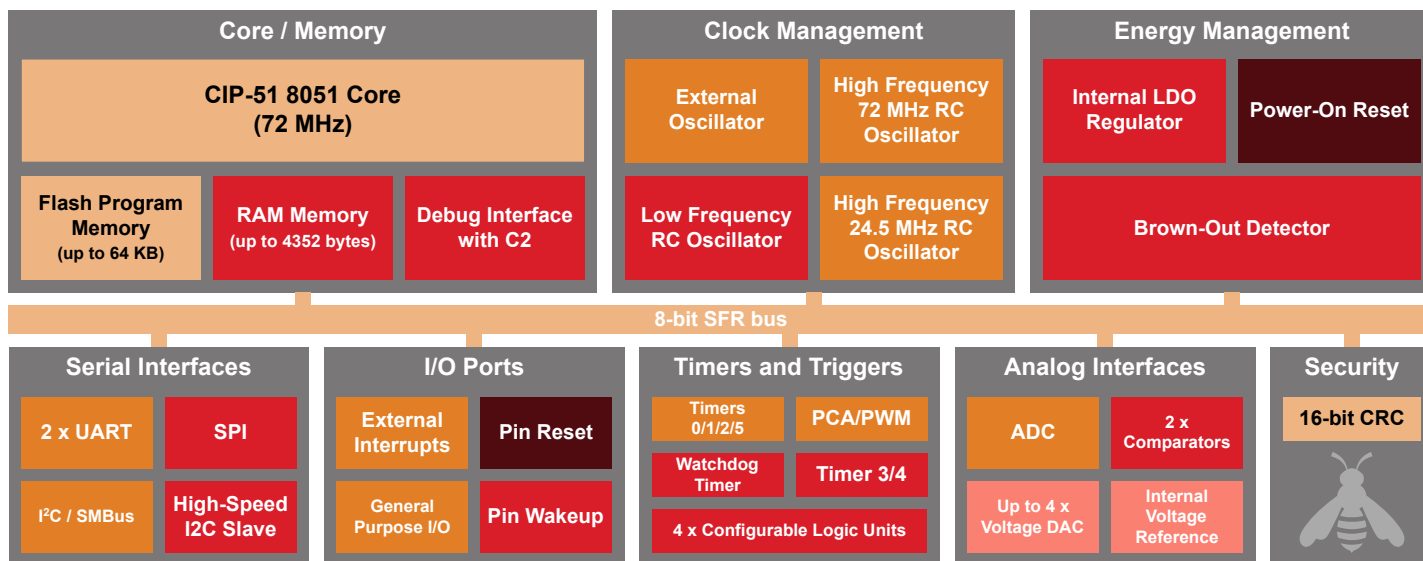 Core / Memory
CIP-51 8051 Core
(72 MHz)
Flash Program
Memory
(up to 64 KB)
RAM Memory
(up to 4352 bytes)
Debug Interface
with C2
Clock Management
External
Oscillator
High Frequency
72 MHz RC
Oscillator
Low Frequency
RC Oscillator
High Frequency
24.5 MHz RC
Oscillator
Energy Management
Internal LDO
Regulator
Power-On Reset
Brown-Out Detector
8-bit SFR bus
Serial Interfaces
2 x UART
SPI
I²C / SMBus
High-Speed
I2C Slave
I/O Ports
External
Interrupts
Pin Reset
General
Purpose I/O
Pin Wakeup
Timers and Triggers
Timers
0/1/2/5
PCA/PWM
Watchdog
Timer
Timer 3/4
4 x Configurable Logic Units
Analog Interfaces
ADC
2 x
Comparators
Up to 4 x
Voltage DAC
Internal
Voltage
Reference
Security
16-bit CRC